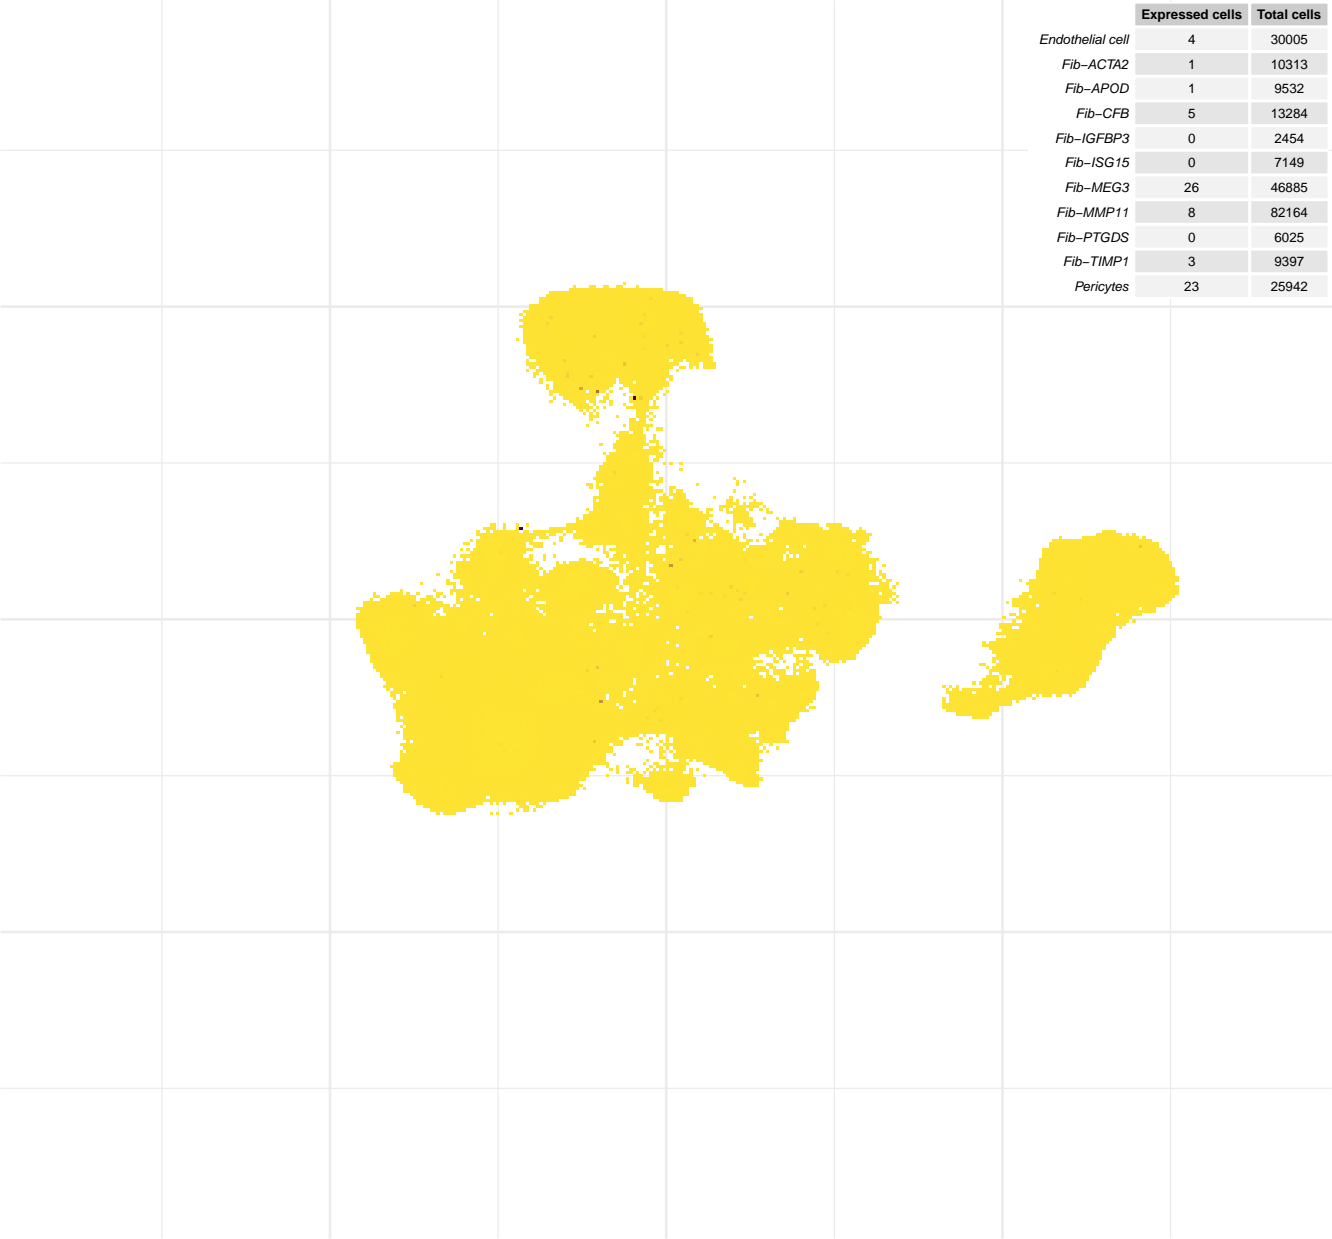 Expressed cells Total cells
Endothelial cell 4 30005
Fib−ACTA2 1 10313
Fib−APOD 1 9532
Fib−CFB 5 13284
Fib−IGFBP3 0 2454
Fib−ISG15 0 7149
Fib−MEG3 26 46885
Fib−MMP11 8 82164
Fib−PTGDS 0 6025
Fib−TIMP1 3 9397
Pericytes 23 25942